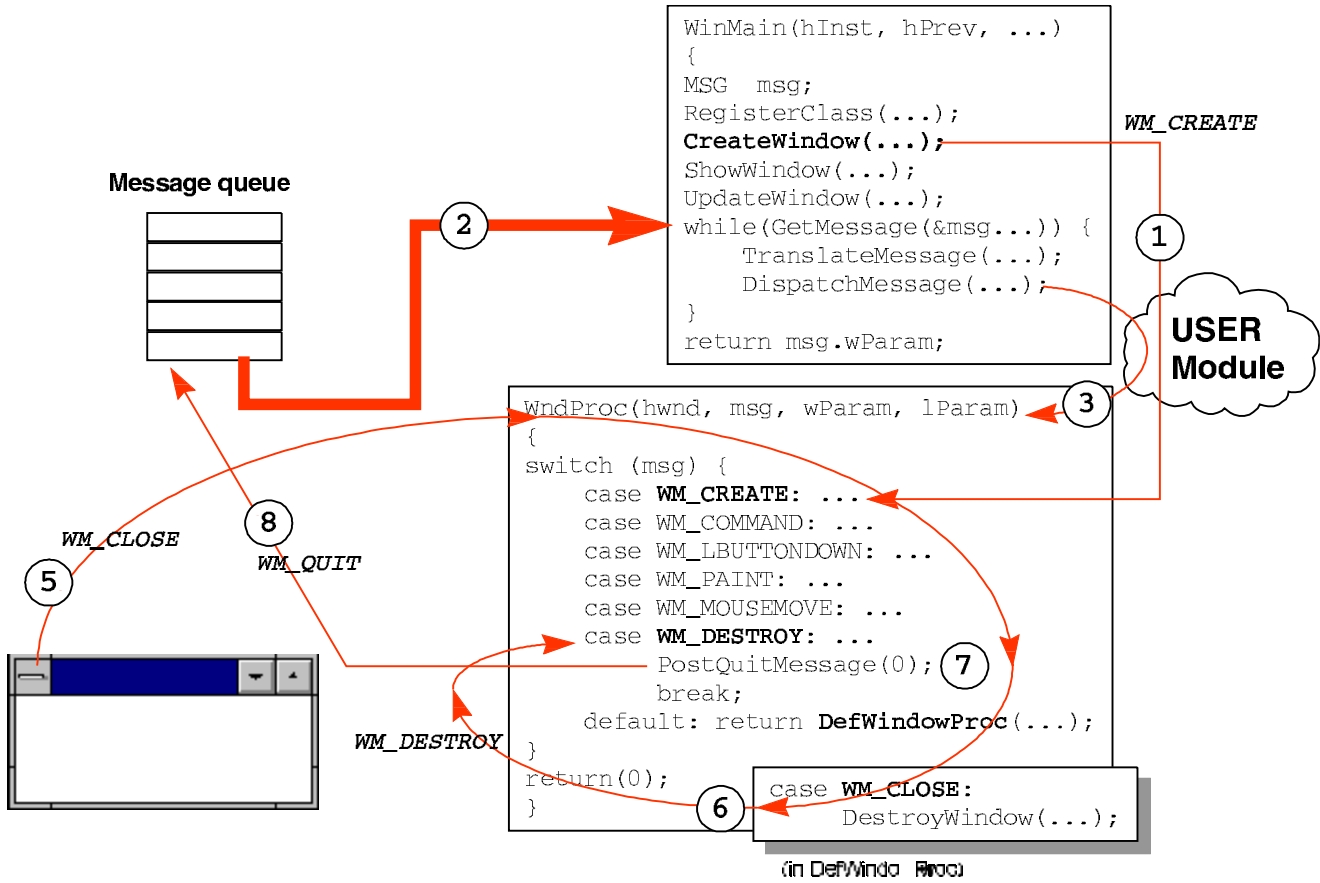 WinMain(hInst, hPrev, ...)
{
MSG  msg;
RegisterClass(...);
CreateWindow(...);
ShowWindow(...);
UpdateWindow(...);
while(GetMessage(&msg...)) {
    TranslateMessage(...);
    DispatchMessage(...);
}
return msg.wParam;
WM_CREATE
1
Message queue
2
USER
Module
3
WndProc(hwnd, msg, wParam, lParam)
{
switch (msg) {
    case WM_CREATE: ...
    case WM_COMMAND: ...
    case WM_LBUTTONDOWN: ...
    case WM_PAINT: ...
    case WM_MOUSEMOVE: ...
    case WM_DESTROY: ...
         PostQuitMessage(0);
         break;
    default: return DefWindowProc(...);
}
return(0);
}
7
8
WM_CLOSE
WM_QUIT
5
WM_DESTROY
6
case WM_CLOSE:
     DestroyWindow(...);
(in DefWindo